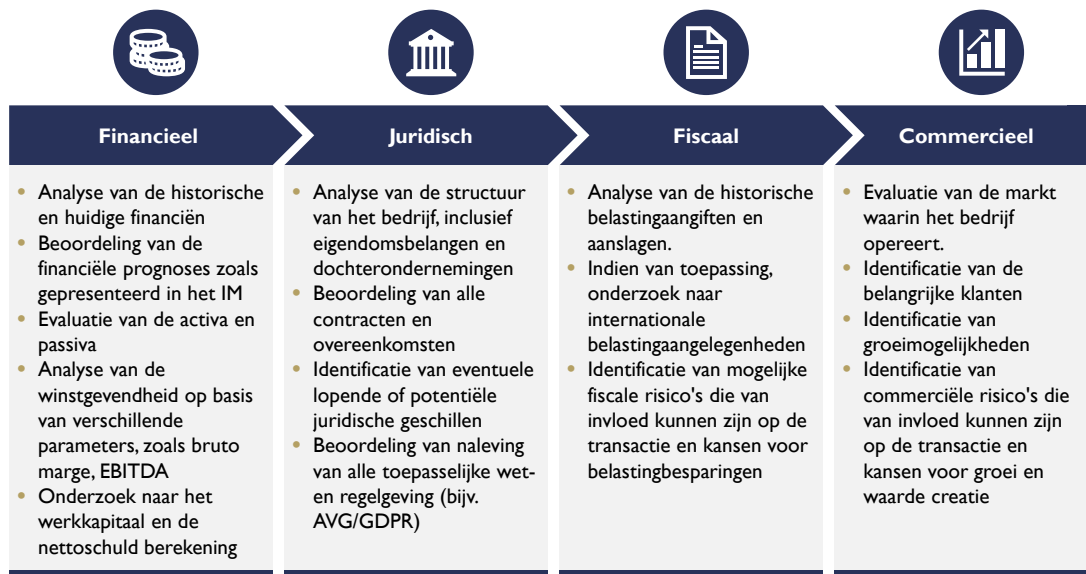 Financieel
Analyse van de historische
en huidige financiën
Beoordeling van de
financiële prognoses zoals
gepresenteerd in het IM
Evaluatie van de activa en
passiva
Analyse van de
winstgevendheid op basis
van verschillende
parameters, zoals bruto
marge, EBITDA
Onderzoek naar het
werkkapitaal en de
nettoschuld berekening
Juridisch
Analyse van de structuur
van het bedrijf, inclusief
eigendomsbelangen en
dochterondernemingen
Beoordeling van alle
contracten en
overeenkomsten
Identificatie van eventuele
lopende of potentiële
juridische geschillen
Beoordeling van naleving
van alle toepasselijke wet-
en regelgeving (bijv.
AVG/GDPR)
Fiscaal
Analyse van de historische
belastingaangiften en
aanslagen.
Indien van toepassing,
onderzoek naar
internationale
belastingaangelegenheden
Identificatie van mogelijke
fiscale risico's die van
invloed kunnen zijn op de
transactie en kansen voor
belastingbesparingen
Commercieel
Evaluatie van de markt
waarin het bedrijf
opereert.
Identificatie van de
belangrijke klanten
Identificatie van
groeimogelijkheden
Identificatie van
commerciële risico's die
van invloed kunnen zijn
op de transactie en
kansen voor groei en
waarde creatie